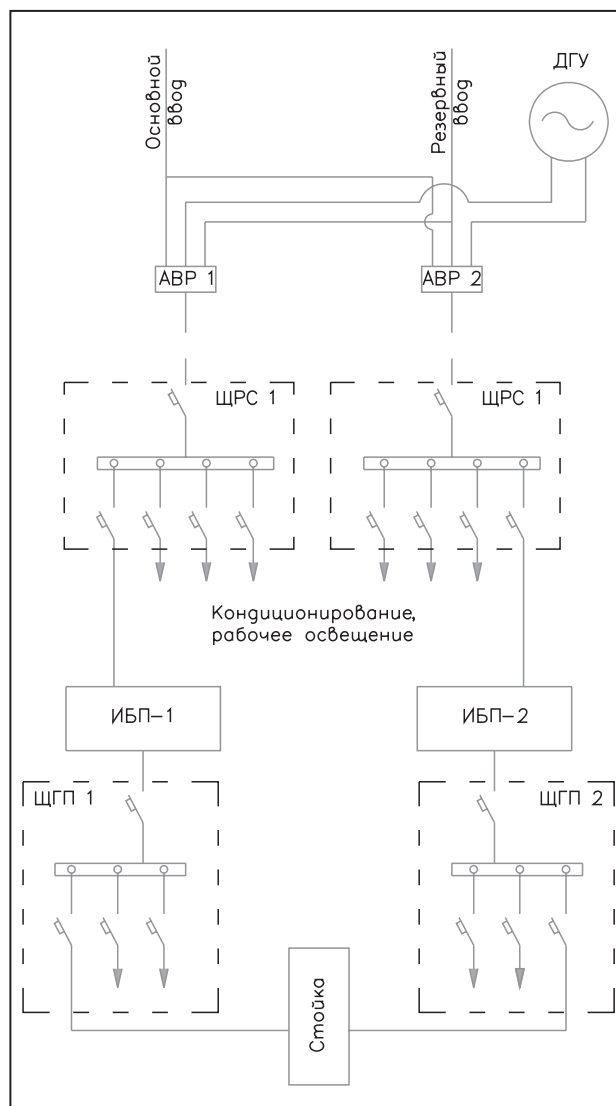 Основной
ввод
Резервный
ввод
ДГУ
АВР 1
АВР 2
ЩРС 1
ЩРС 1
Кондиционирование,
рабочее освещение
ИБП-1
ИБП-2
ЩГП 1
ЩГП 2
Стойка